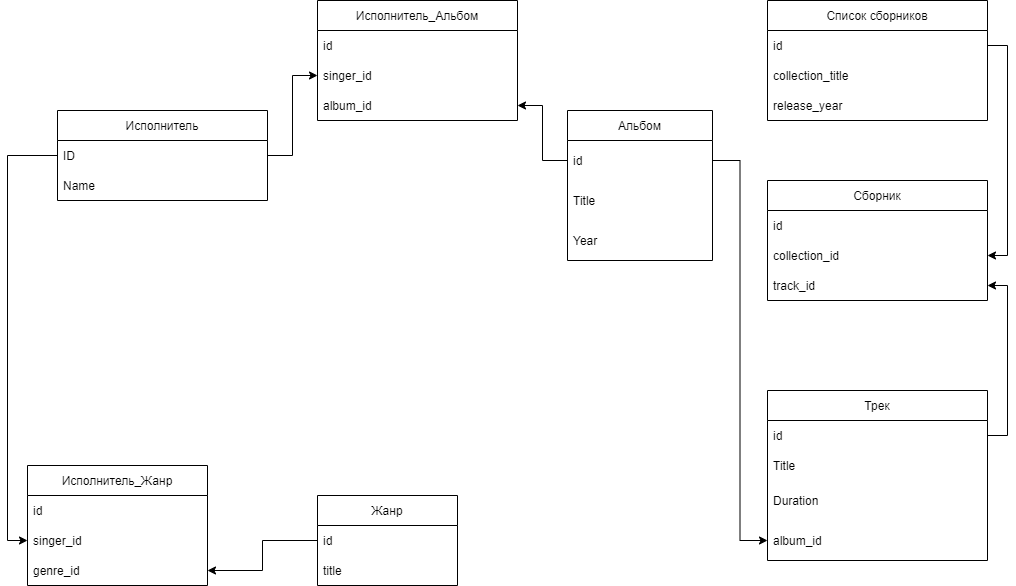 Исполнитель_Альбом
id
singer_id
album_id
Список сборников
id
collection_title
release_year
Исполнитель
ID
Name
Альбом
id
Title
Year
Сборник
id
collection_id
track_id
Трек
id
Title
Duration
album_id
Исполнитель_Жанр
id
singer_id
genre_id
Жанр
id
title